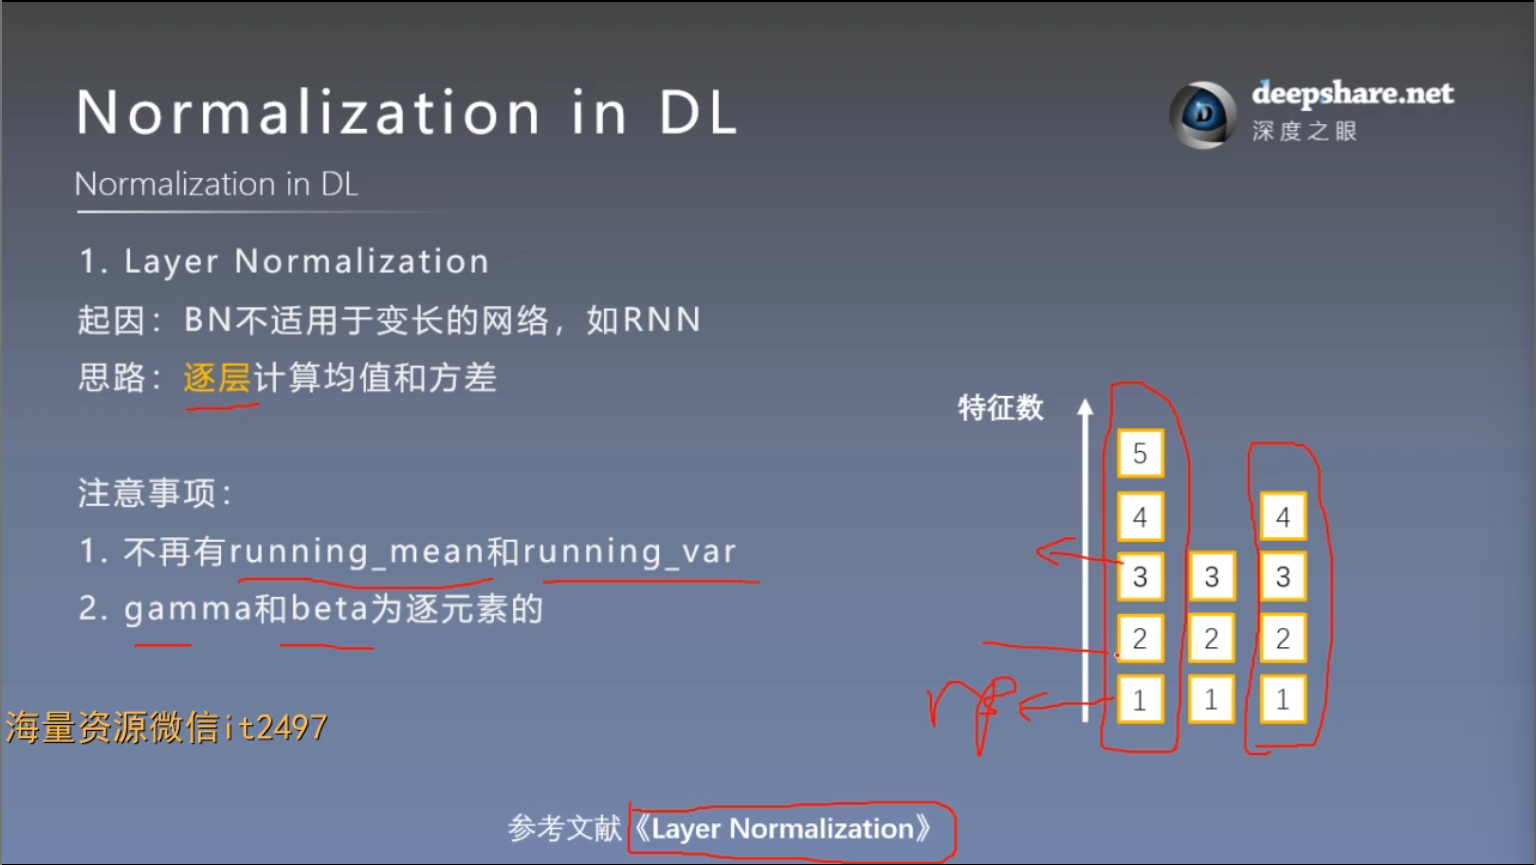 Normalization in DL
deepshare.net
深度之眼
Normalization in DL
1. Layer Normalization
起因：BN不适用于变长的网络，如RNN
思路：逐层计算均值和方差
注意事项：
1. 不再有running_mean和running_var
2. gamma和beta为逐元素的
特征数
5
4 4
3 3 3
2 2 2
1 1 1
海量资源微信it2497
参考文献《Layer Normalization》